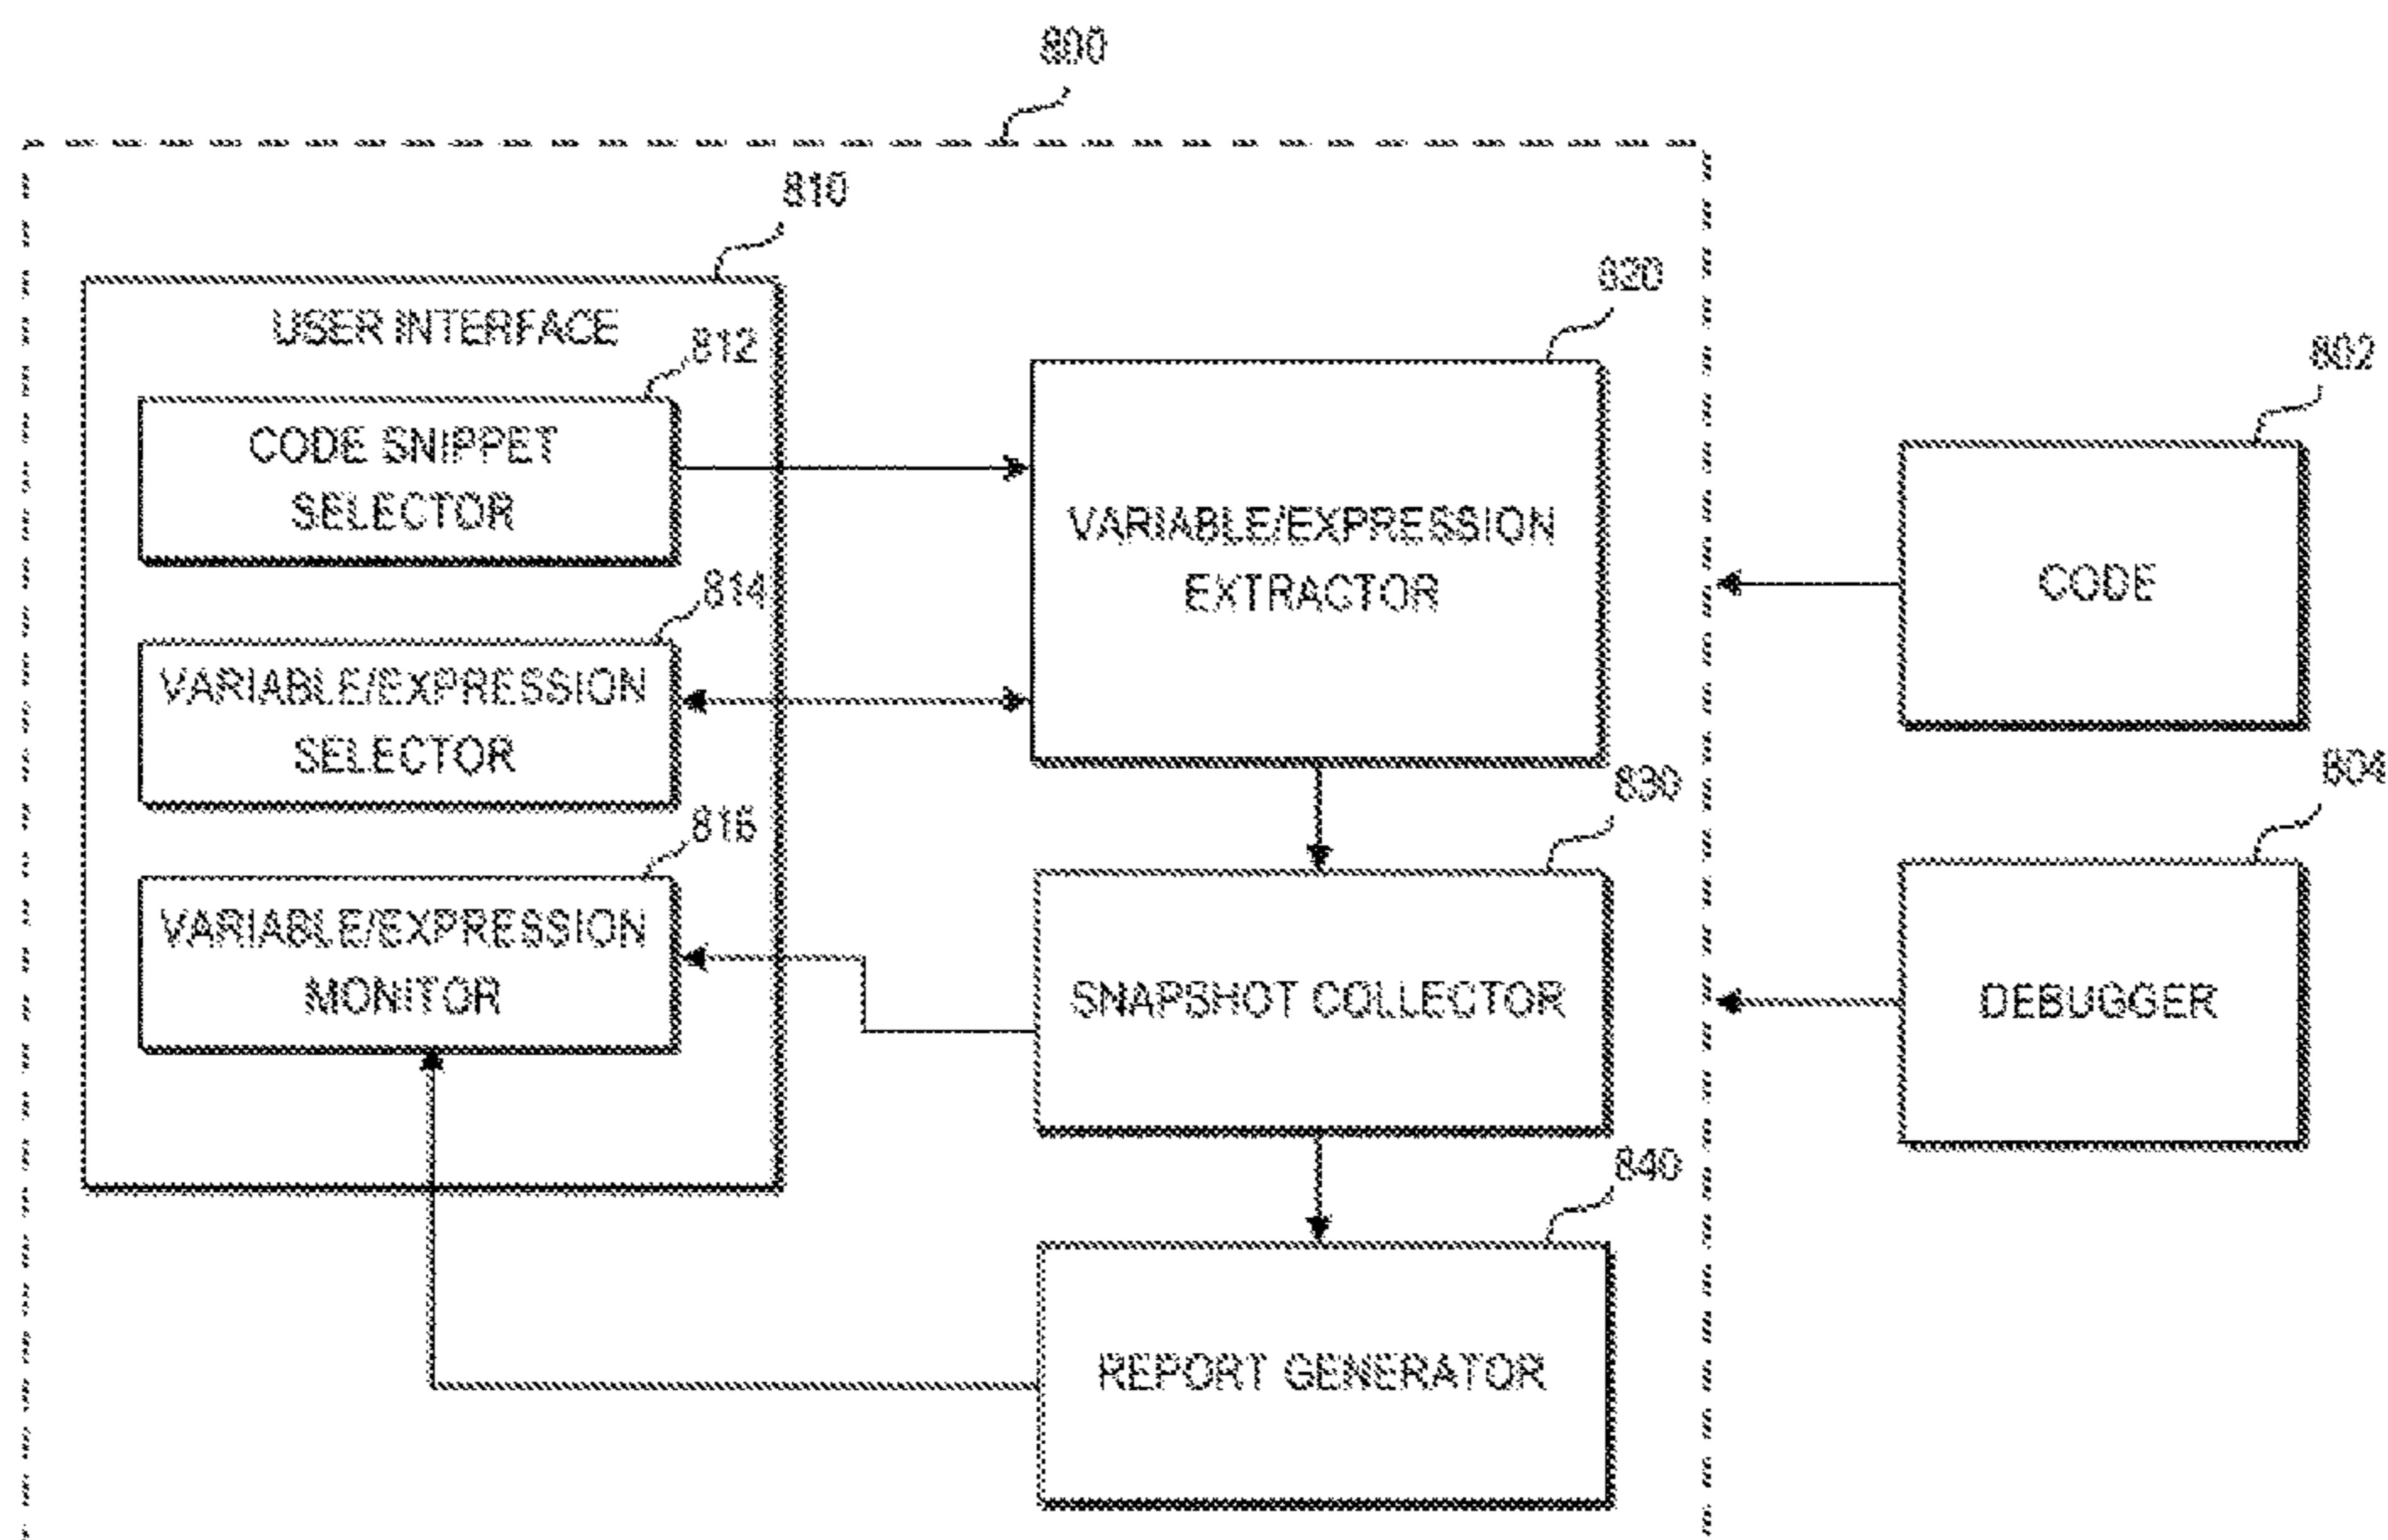 800
810
USER INTERFACE
812
CODE SNIPPET
SELECTOR
814
VARIABLE/EXPRESSION
SELECTOR
816
VARIABLE/EXPRESSION
MONITOR
820
VARIABLE/EXPRESSION
EXTRACTOR
830
SNAPSHOT COLLECTOR
840
REPORT GENERATOR
802
CODE
804
DEBUGGER